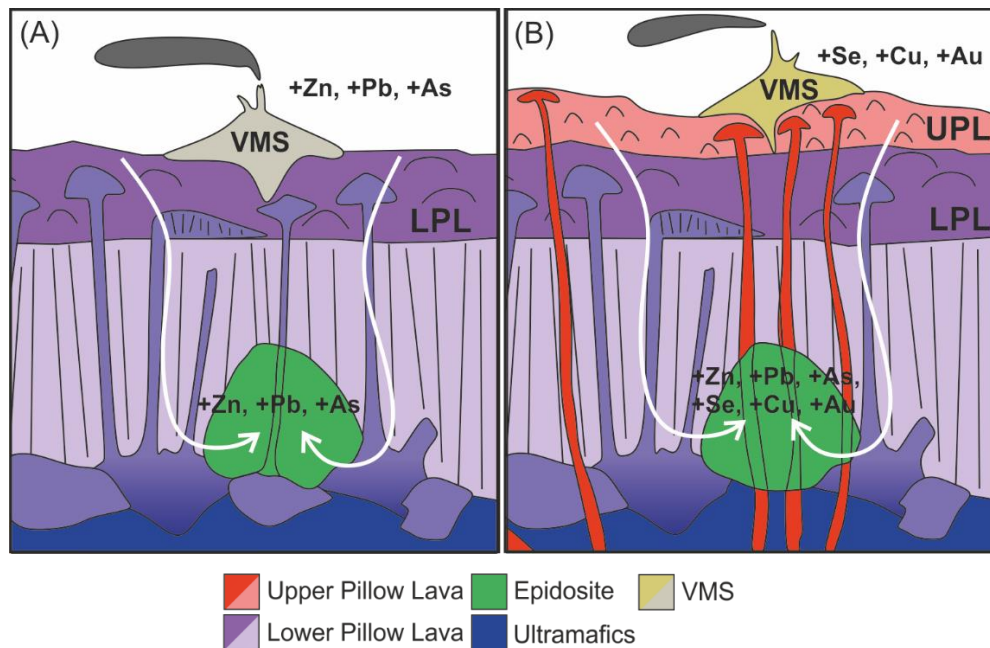 (A)
+Zn, +Pb, +As
VMS
LPL
+Zn, +Pb, +As
(B)
+Se, +Cu, +Au
VMS
UPL
LPL
+Zn, +Pb, +As,
+Se, +Cu, +Au
Upper Pillow Lava
Epidosite
VMS
Lower Pillow Lava
Ultramafics